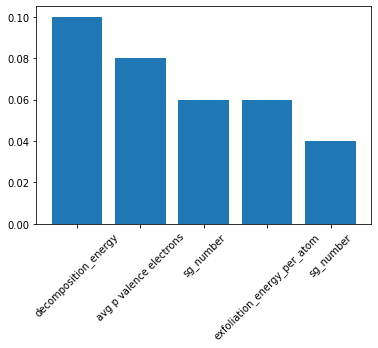 0.10
0.08
0.06
0.04
0.02
0.00
decomposition_energy
avg p valence electrons
sg_number
exfoliation_energy_per_atom
sg_number